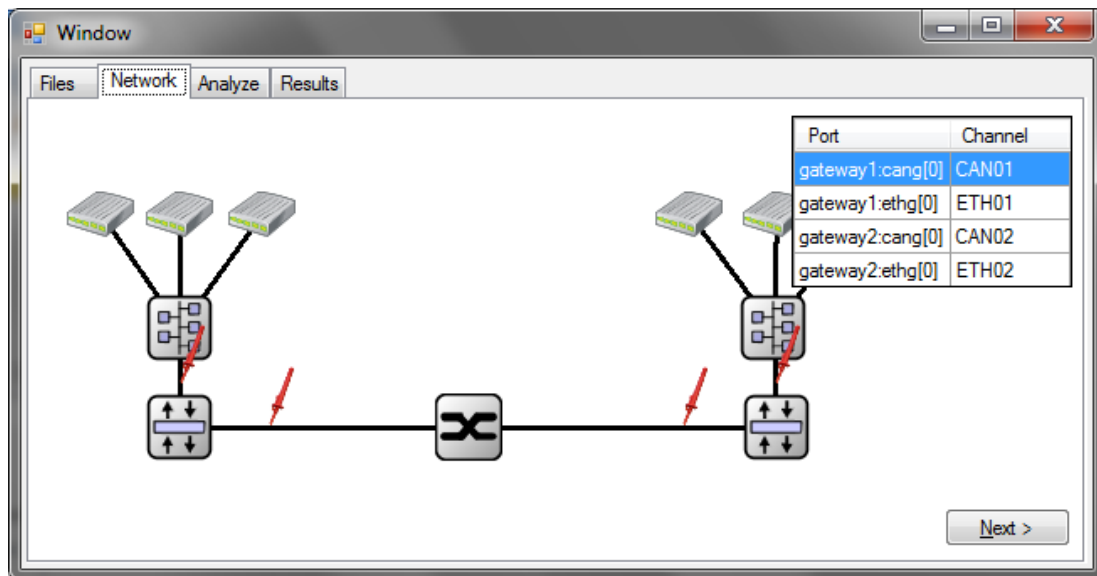 Window
Files Network Analyze Results
Port Channel
gateway1:cang[0] CAN01
gateway1:ethg[0] ETH01
gateway2:cang[0] CAN02
gateway2:ethg[0] ETH02
Next >